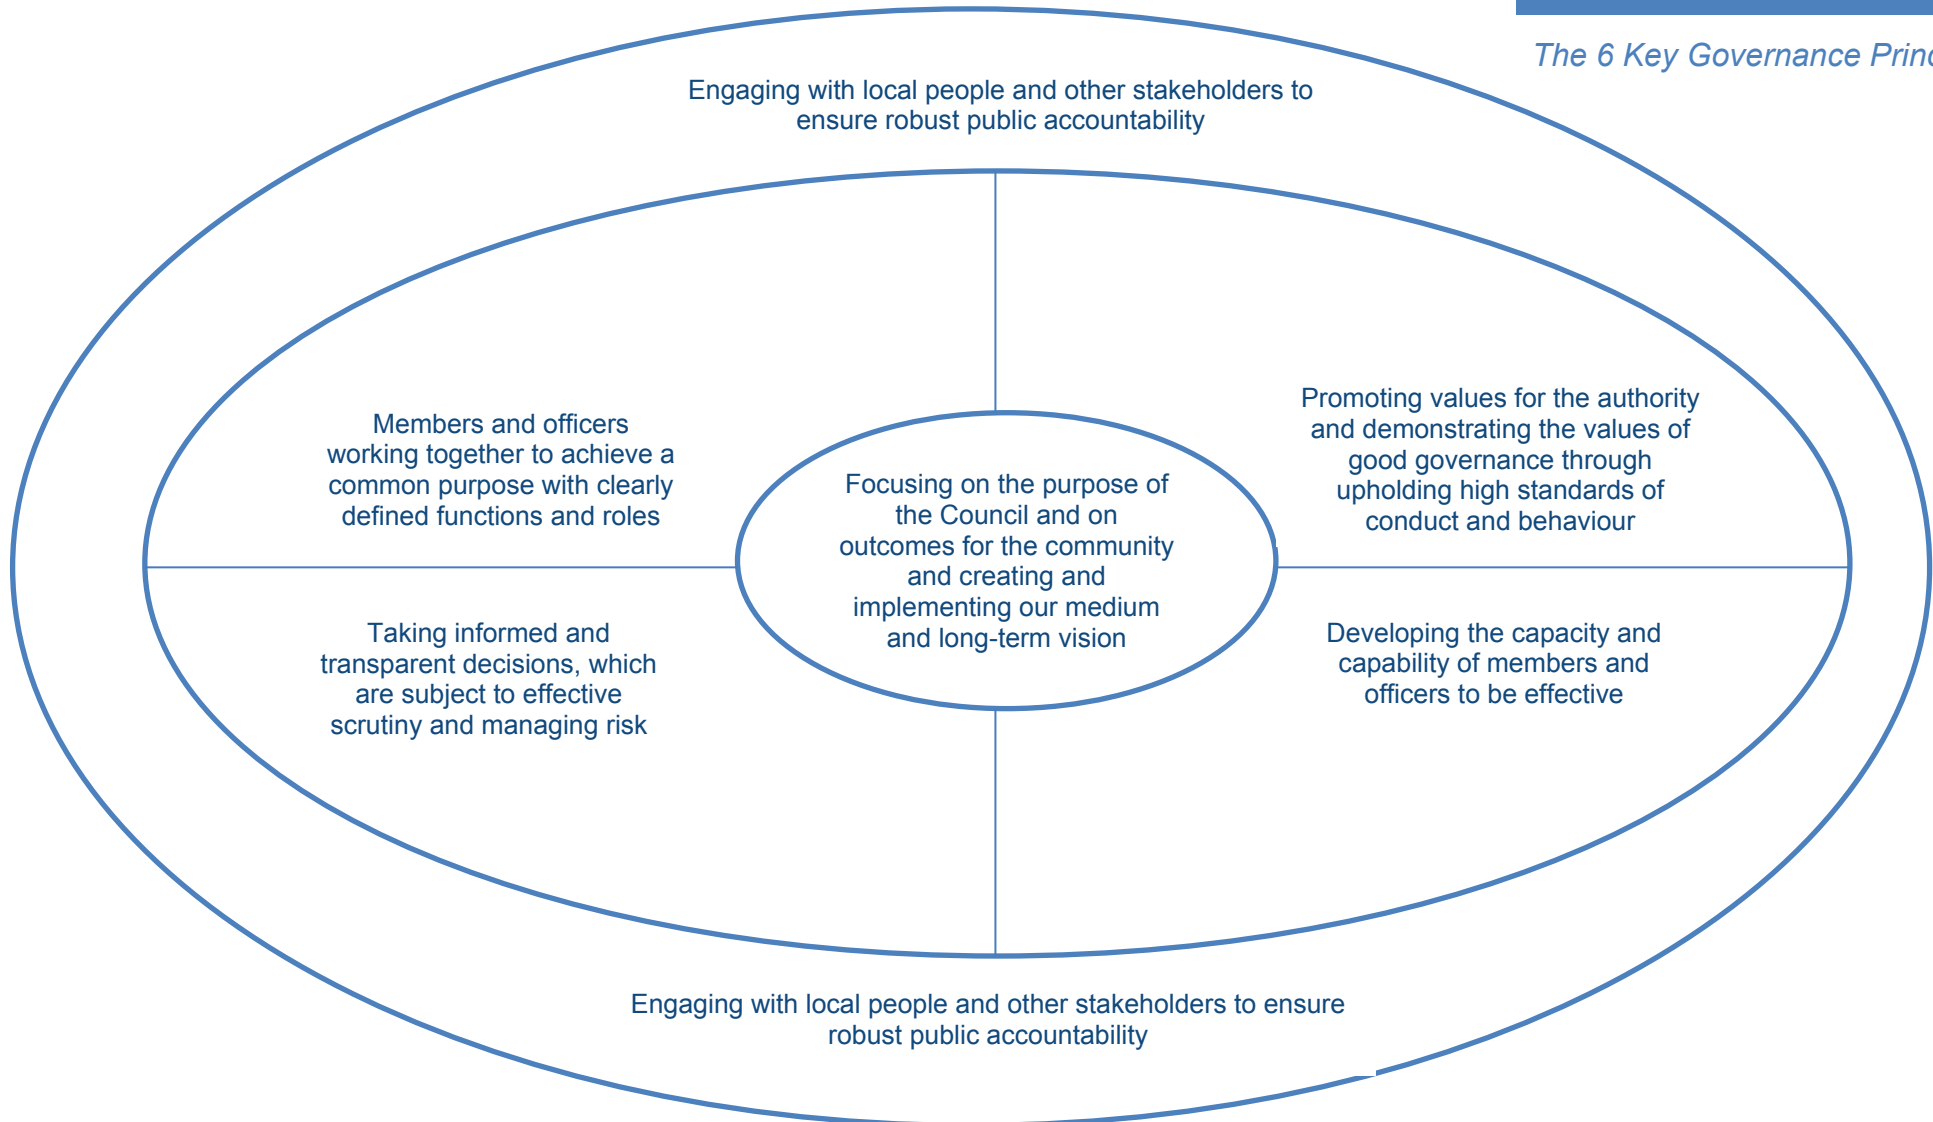 The 6 Key Governance Princ
Engaging with local people and other stakeholders to
ensure robust public accountability
Members and officers
working together to achieve a
common purpose with clearly
defined functions and roles
Promoting values for the authority
and demonstrating the values of
good governance through
upholding high standards of
conduct and behaviour
Focusing on the purpose of
the Council and on
outcomes for the community
and creating and
implementing our medium
and long-term vision
Taking informed and
transparent decisions, which
are subject to effective
scrutiny and managing risk
Developing the capacity and
capability of members and
officers to be effective
Engaging with local people and other stakeholders to ensure
robust public accountability